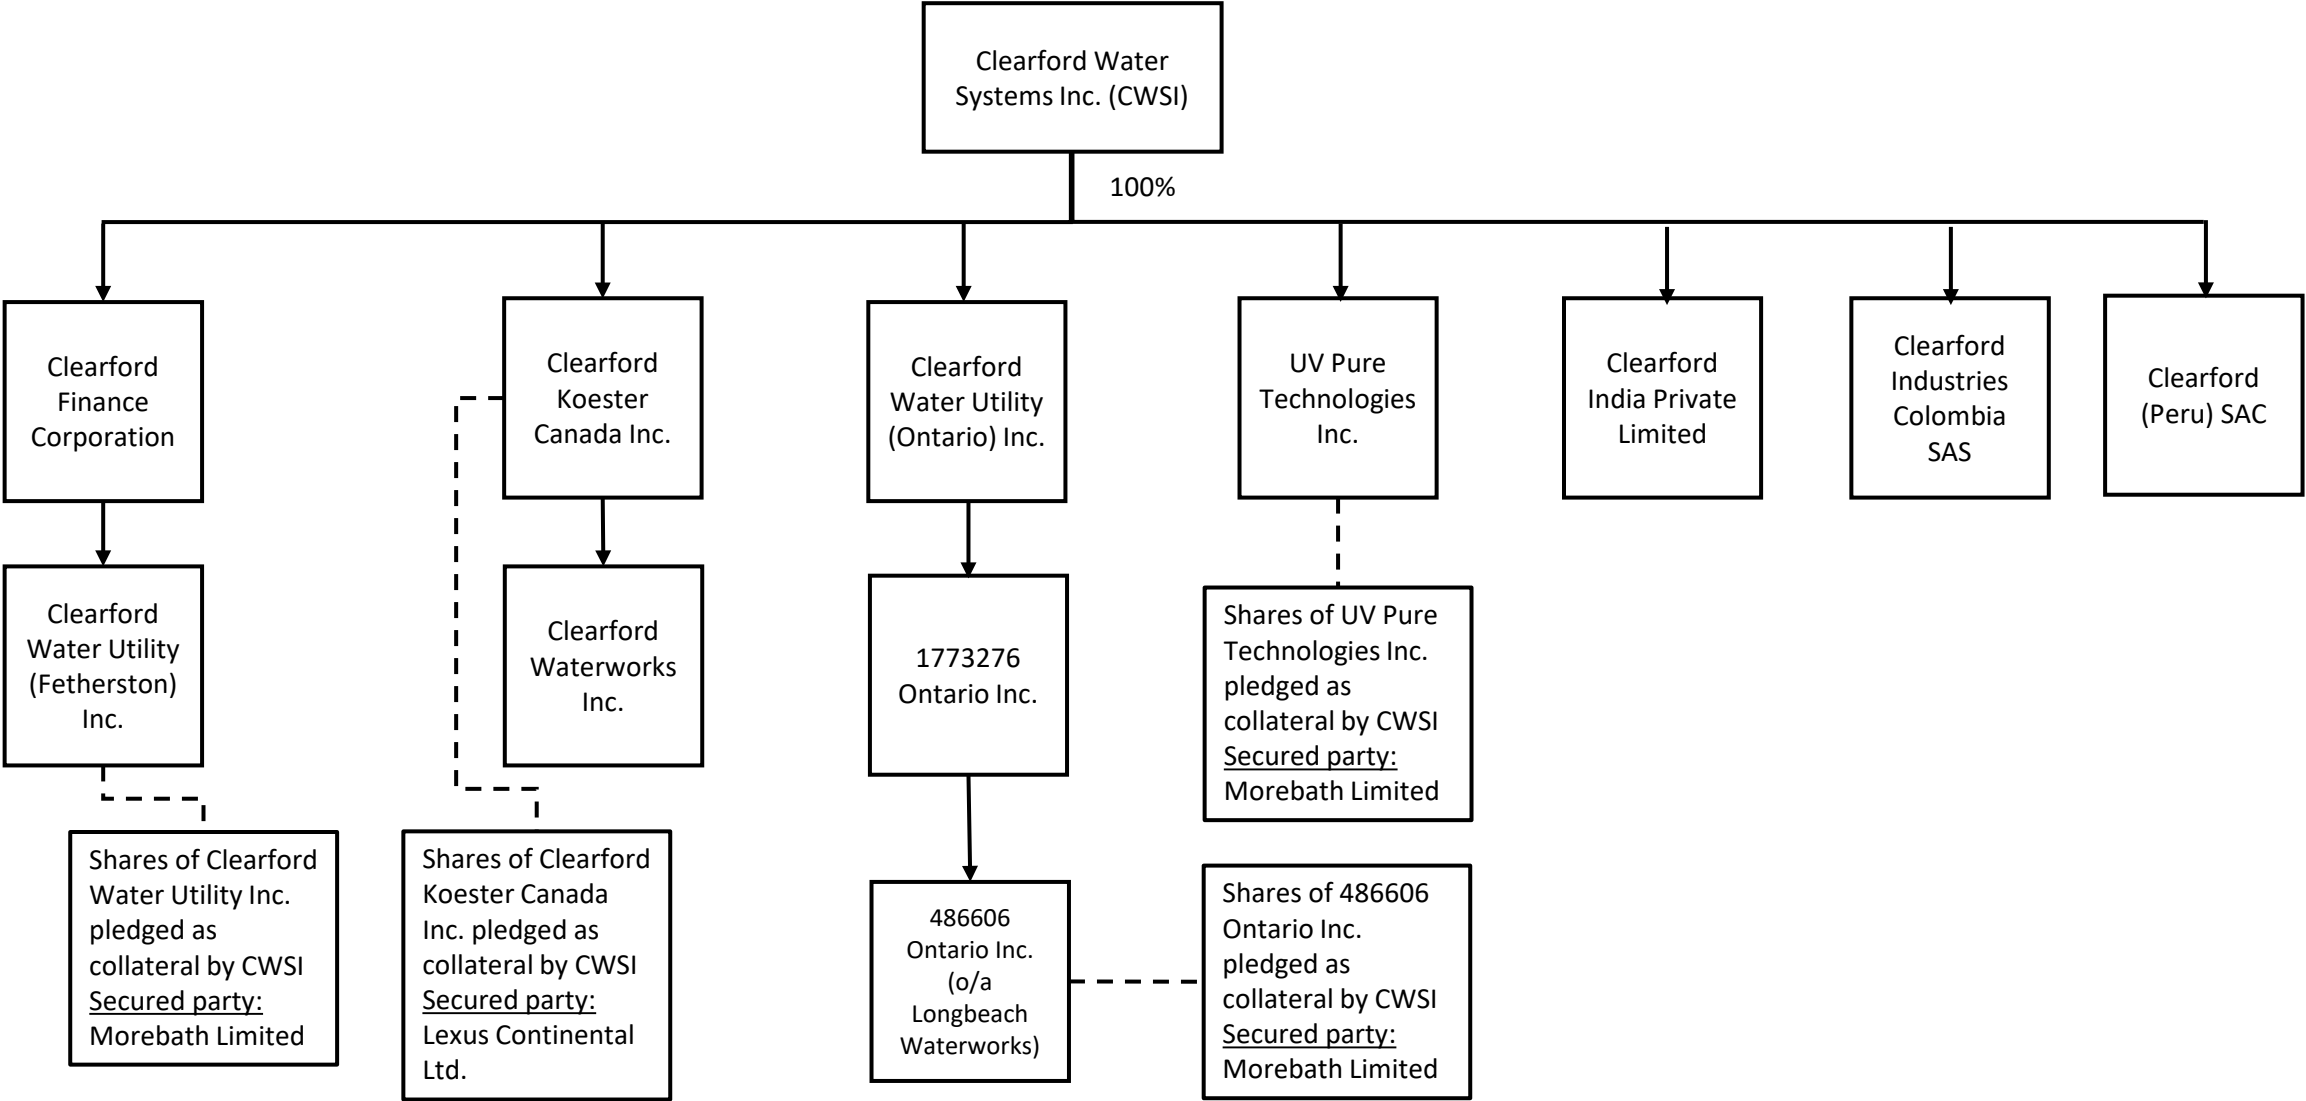 Clearford Water
Systems Inc. (CWSI)
100%
Clearford
Finance
Corporation
Clearford
Koester
Canada Inc.
Clearford
Water Utility
(Ontario) Inc.
UV Pure
Technologies
Inc.
Clearford
India Private
Limited
Clearford
Industries
Colombia
SAS
Clearford
(Peru) SAC
Clearford
Water Utility
(Fetherston)
Inc.
Clearford
Waterworks
Inc.
1773276
Ontario Inc.
Shares of UV Pure
Technologies Inc.
pledged as
collateral by CWSI
Secured party:
Morebath Limited
Shares of Clearford
Water Utility Inc.
pledged as
collateral by CWSI
Secured party:
Morebath Limited
Shares of Clearford
Koester Canada
Inc. pledged as
collateral by CWSI
Secured party:
Lexus Continental
Ltd.
486606
Ontario Inc.
(o/a
Longbeach
Waterworks)
Shares of 486606
Ontario Inc.
pledged as
collateral by CWSI
Secured party:
Morebath Limited